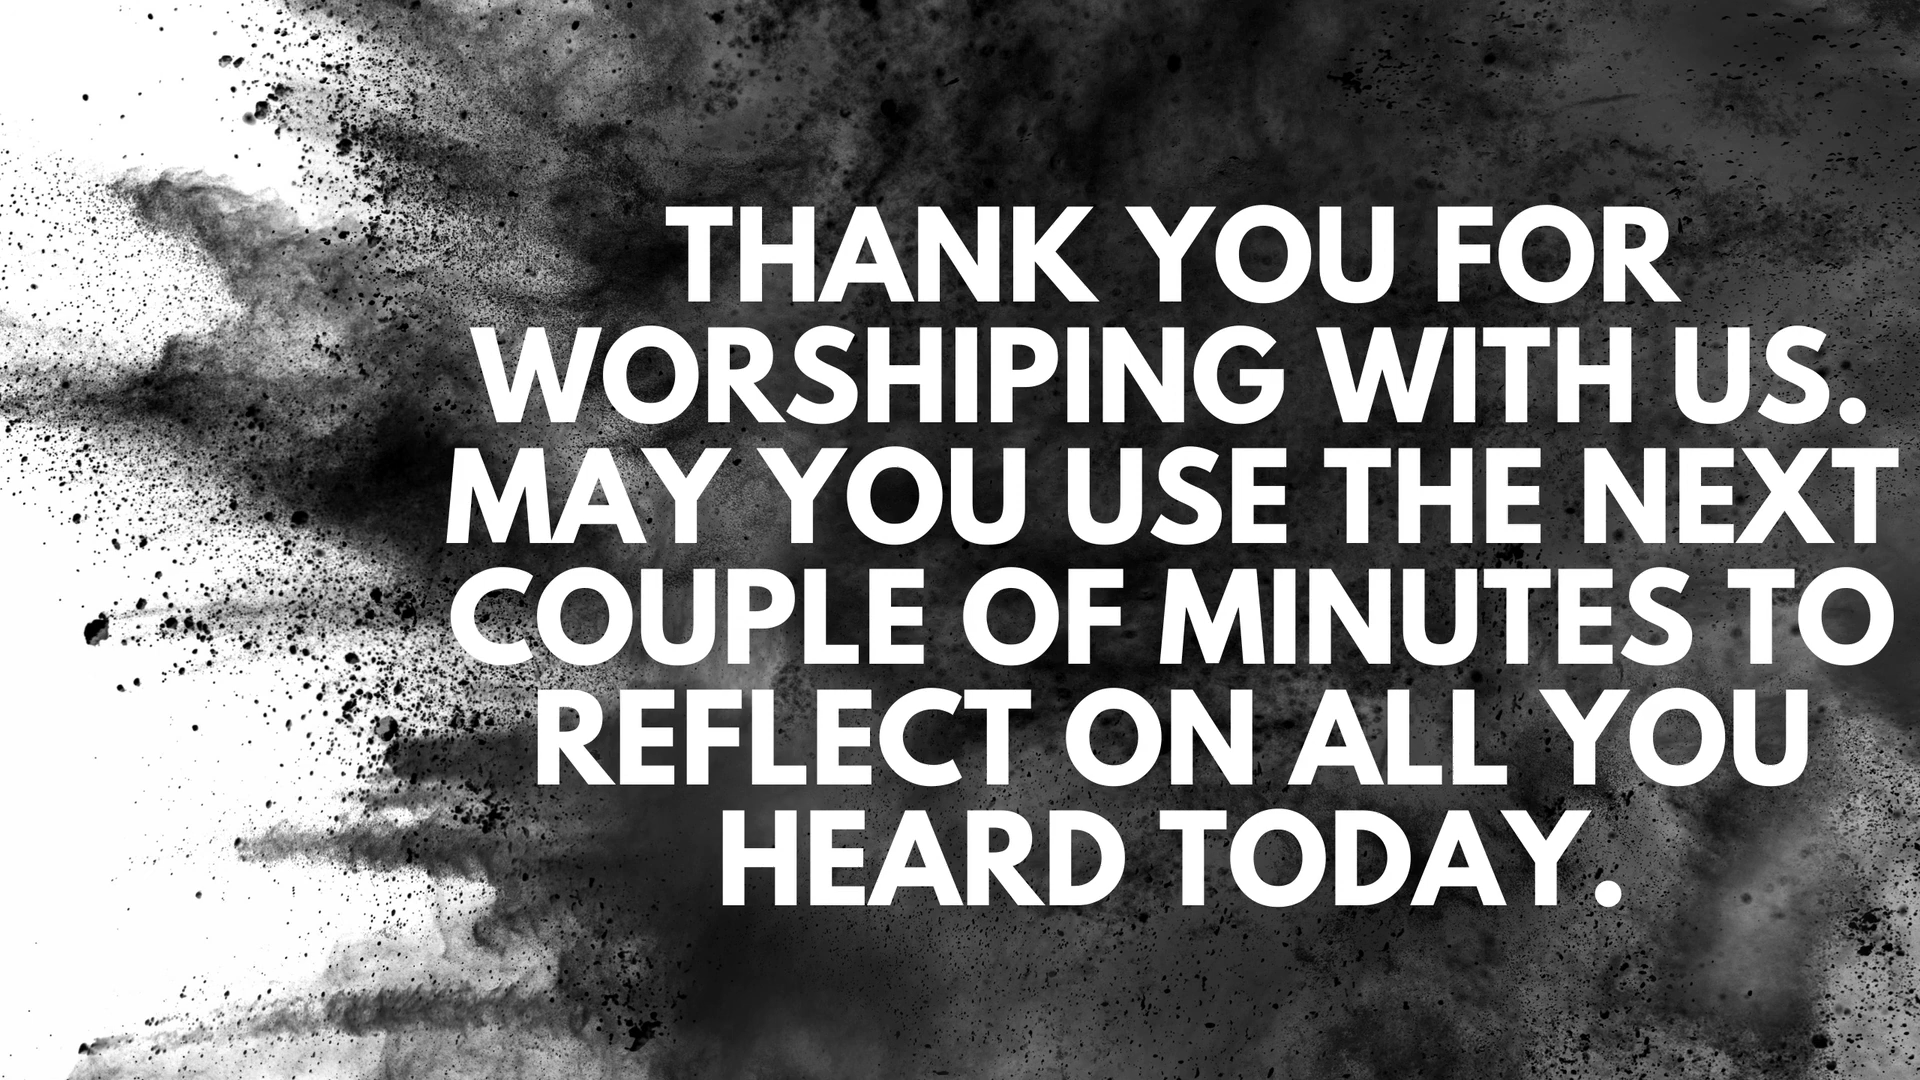 THANK YOU FOR
WORSHIPING WITH US.
MAY YOU USE THE NEXT
COUPLE OF MINUTES TO
REFLECT ON ALL YOU
HEARD TODAY.